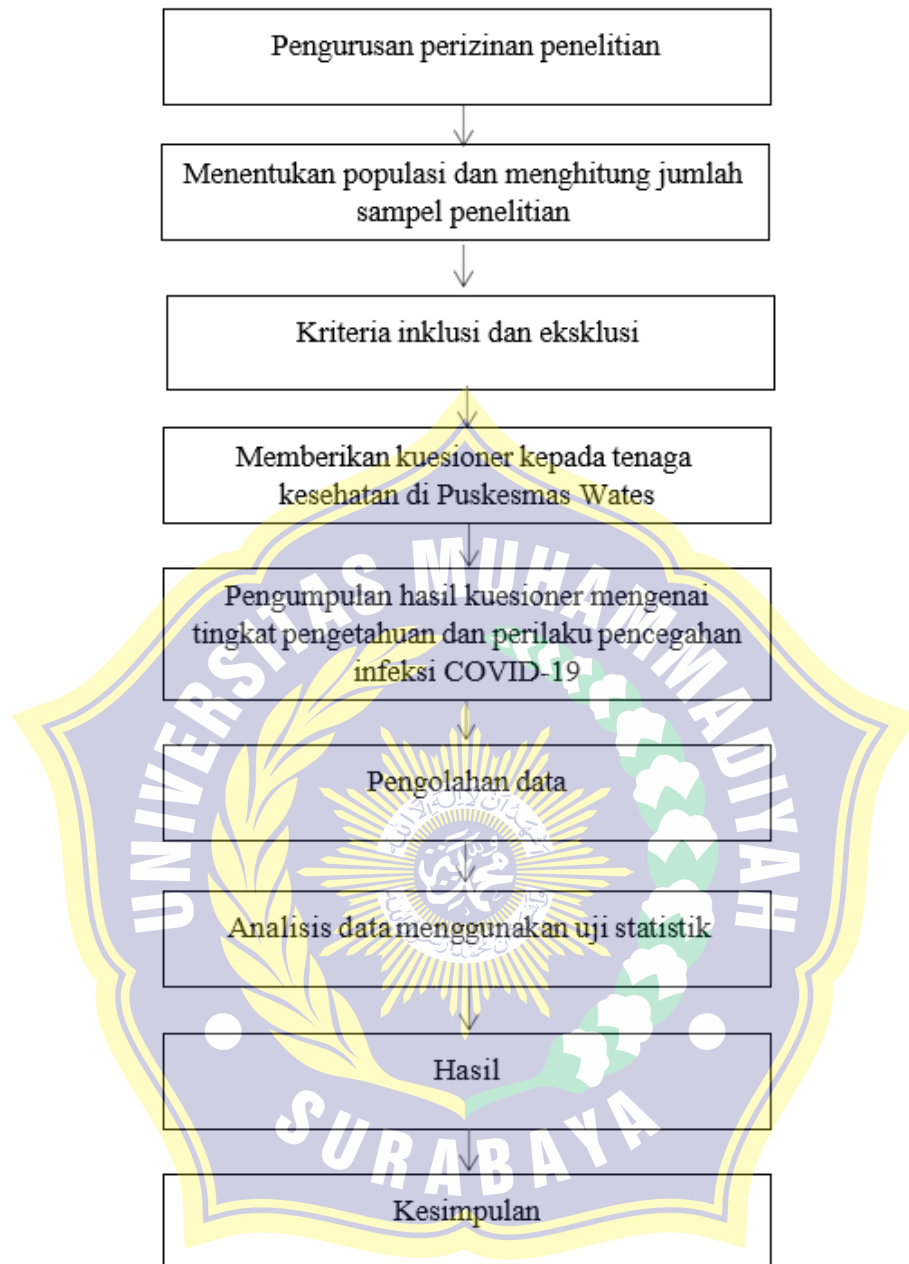 Pengurusan perizinan penelitian
Menentukan populasi dan menghitung jumlah
sampel penelitian
Kriteria inklusi dan eksklusi
Memberikan kuesioner kepada tenaga
kesehatan di Puskesmas Wates
Pengumpulan hasil kuesioner mengenai
tingkat pengetahuan dan perilaku pencegahan
infeksi COVID-19
Pengolahan data
Analisis data menggunakan uji statistik
Hasil
Kesimpulan
UNIVERSITAS MUHAMMADIYAH
SURABAYA